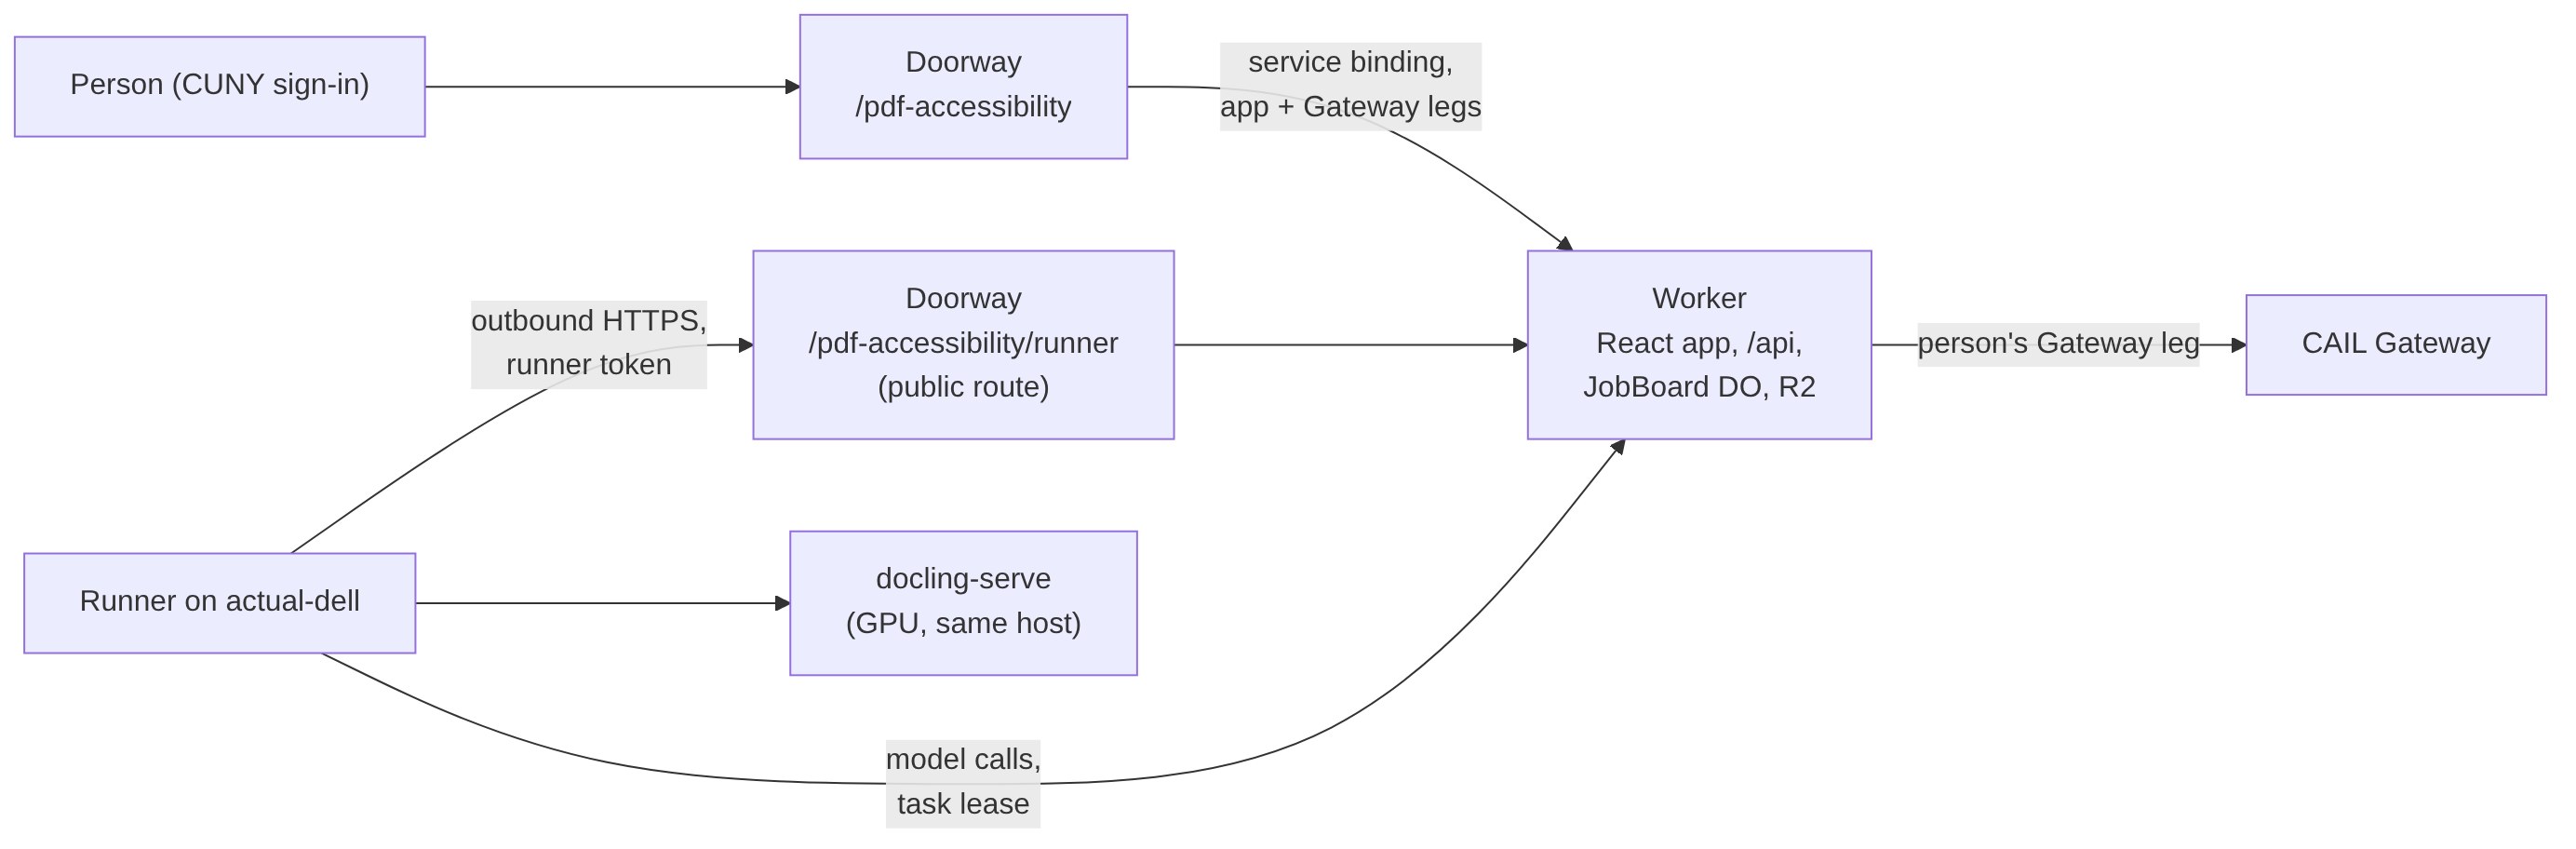 Person (CUNY sign-in)
Doorway
/pdf-accessibility
service binding,
app + Gateway legs
outbound HTTPS,
runner token
Doorway
/pdf-accessibility/runner
(public route)
Worker
React app, /api,
JobBoard DO, R2
person's Gateway leg
CAIL Gateway
Runner on actual-dell
docling-serve
(GPU, same host)
model calls,
task lease